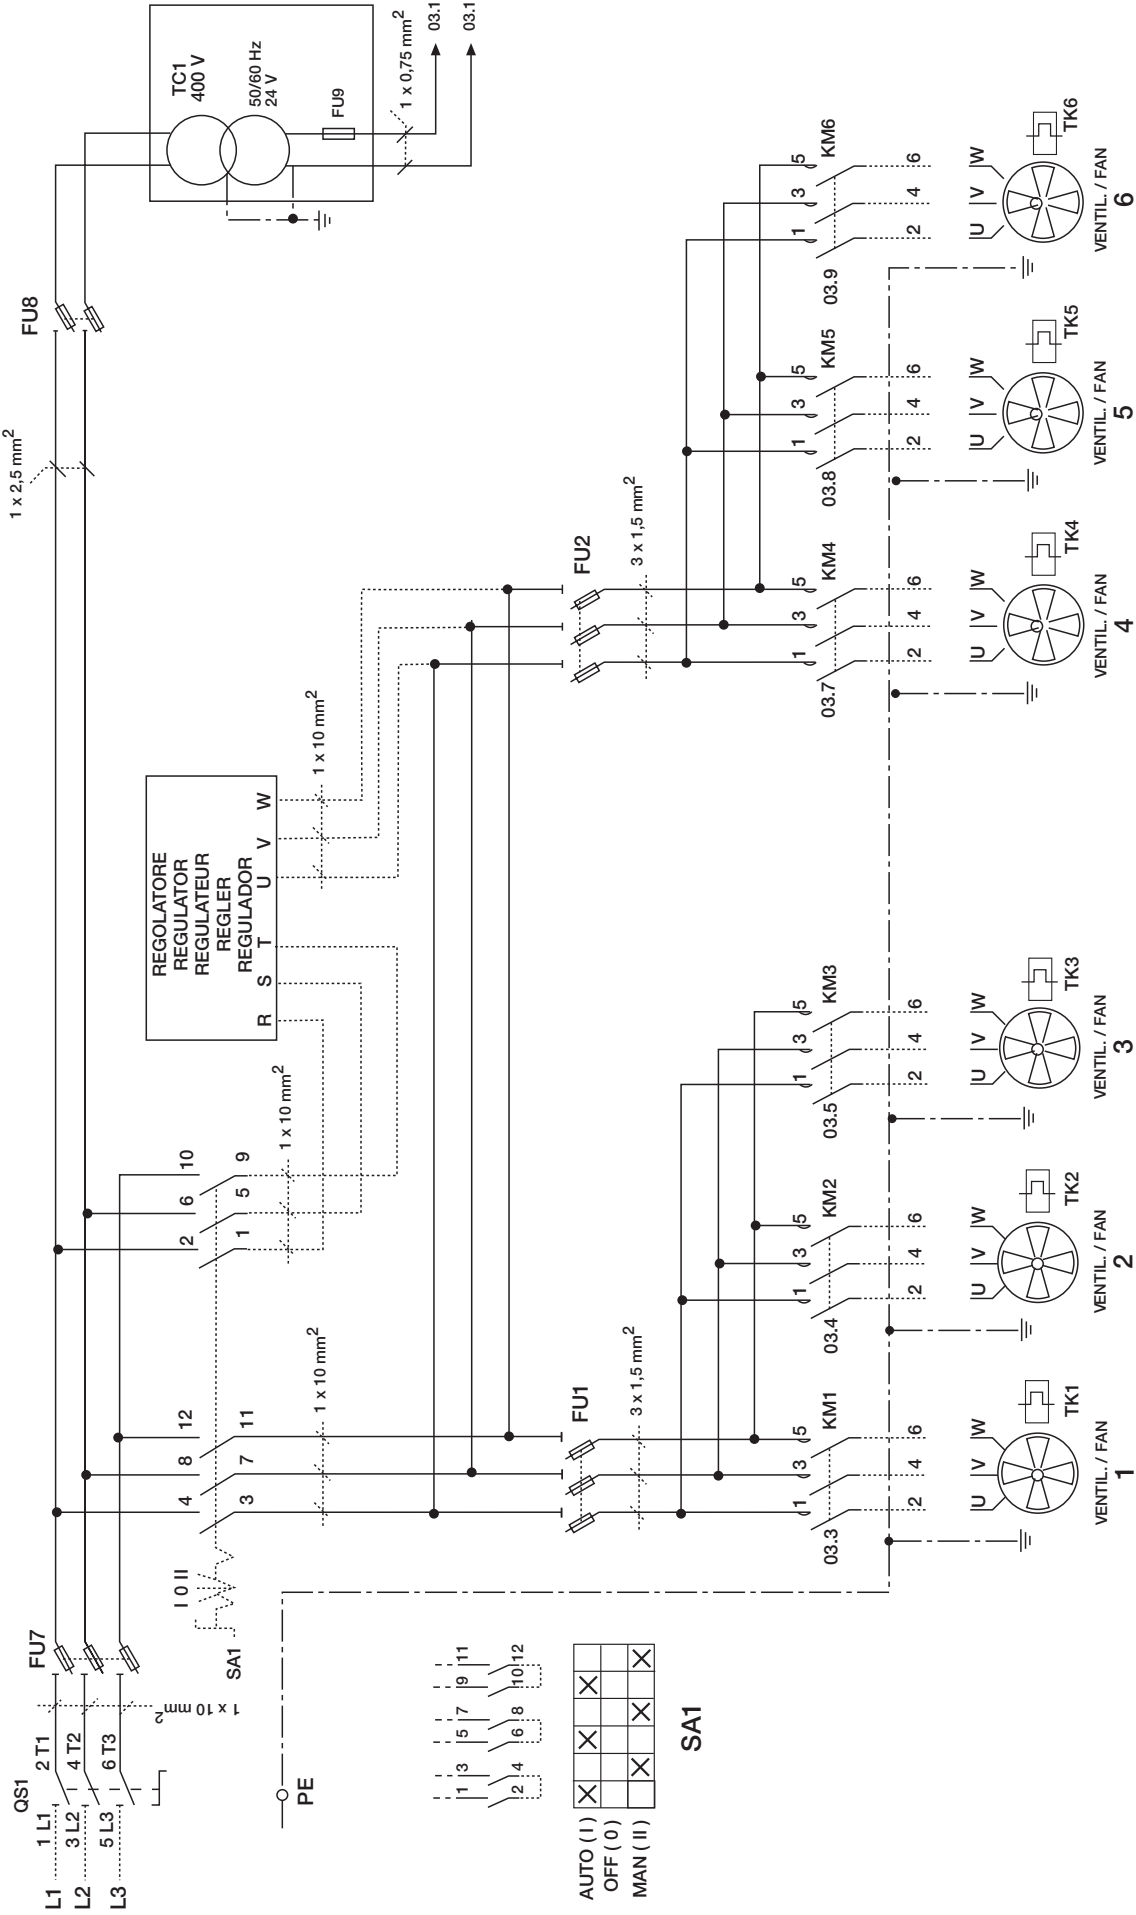 L1
L2
L3
1 L1
3 L2
5 L3
QS1
2 T1
4 T2
6 T3
1 x 10 mm²
FU7
1 x 2,5 mm²
FU8
TC1
400 V
50/60 Hz
24 V
FU9
1 x 0,75 mm²
03.1
03.1
SA1
I 0 II
4
8
12
3
7
11
1 x 10 mm²
2
6
10
1
5
9
1 x 10 mm²
REGOLATORE
REGULATOR
REGULATEUR
REGLER
REGULADOR
R
S
T
U
V
W
1 x 10 mm²
PE
FU1
3 x 1,5 mm²
FU2
3 x 1,5 mm²
1
3
5
KM1
03.3
2
4
6
1
3
5
KM2
03.4
2
4
6
1
3
5
KM3
03.5
2
4
6
1
3
5
KM4
03.7
2
4
6
1
3
5
KM5
03.8
2
4
6
1
3
5
KM6
03.9
2
4
6
U
V
W
TK1
VENTIL. / FAN
1
U
V
W
TK2
VENTIL. / FAN
2
U
V
W
TK3
VENTIL. / FAN
3
U
V
W
TK4
VENTIL. / FAN
4
U
V
W
TK5
VENTIL. / FAN
5
U
V
W
TK6
VENTIL. / FAN
6
1
3
5
7
9
11
2
4
6
8
10
12
AUTO ( I )
OFF ( 0 )
MAN ( II )
SA1